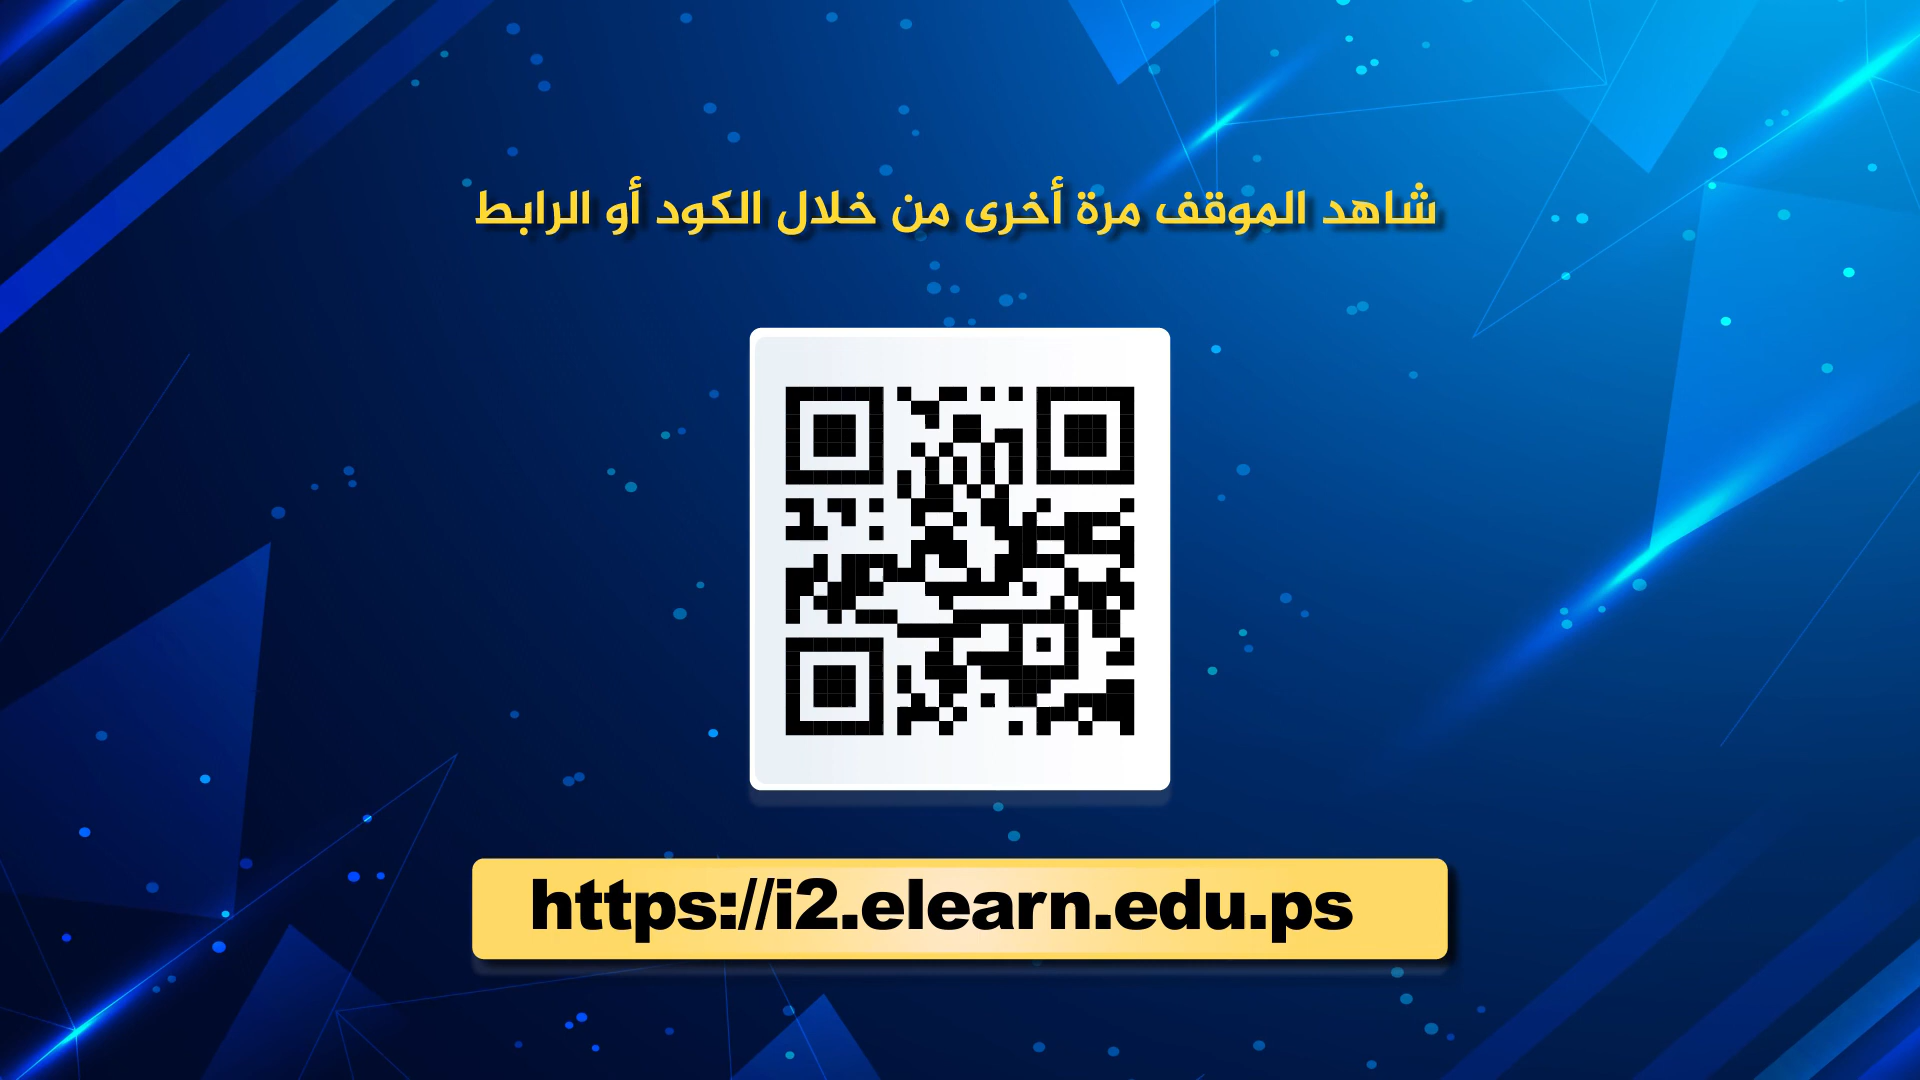 شاهد الموقف مرة أخرى من خلال الكود أو الرابط
https://i2.elearn.edu.ps